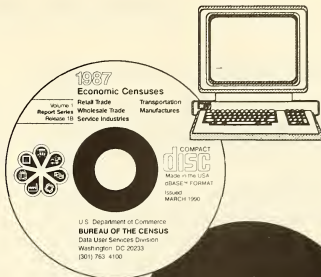 1987
Economic Censuses
Volume 1
Report Series
Release 1B
Retail Trade
Wholesale Trade
Service Industries
Transportation
Manufactures
COMPACT
disc
Made in the USA
dBASE™ FORMAT
Issued
MARCH 1990
U.S. Department of Commerce
BUREAU OF THE CENSUS
Data User Services Division
Washington DC 20233
(301) 763 4100